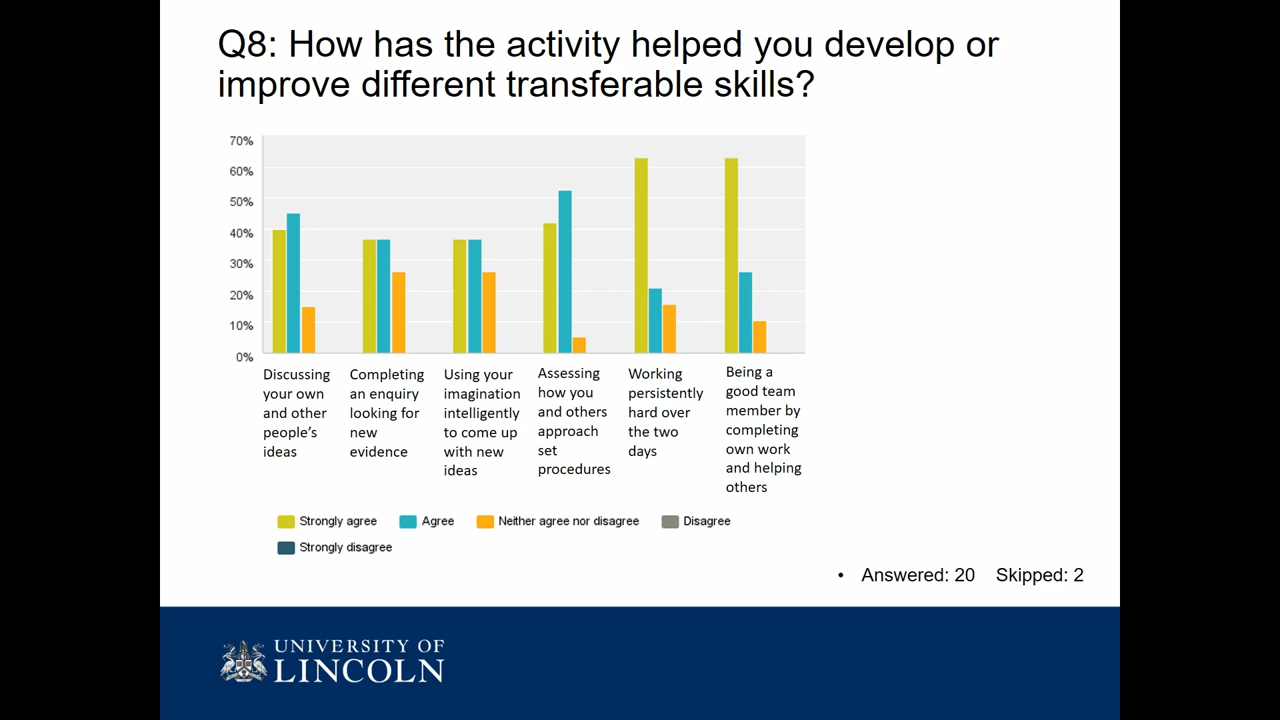 Q8: How has the activity helped you develop or
improve different transferable skills?
70%
60%
50%
40%
30%
20%
10%
0%
Discussing
your own
and other
people's
ideas
Completing
an enquiry
looking for
new
evidence
Using your
imagination
intelligently
to come up
with new
ideas
Assessing
how you
and others
approach
set
procedures
Working
persistently
hard over
the two
days
Being a
good team
member by
completing
own work
and helping
others
Strongly agree Agree Neither agree nor disagree Disagree
Strongly disagree
• Answered: 20 Skipped: 2
UNIVERSITY OF
LINCOLN